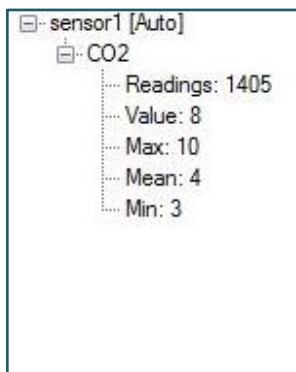 sensor1 [Auto]
CO2
Readings: 1405
Value: 8
Max: 10
Mean: 4
Min: 3